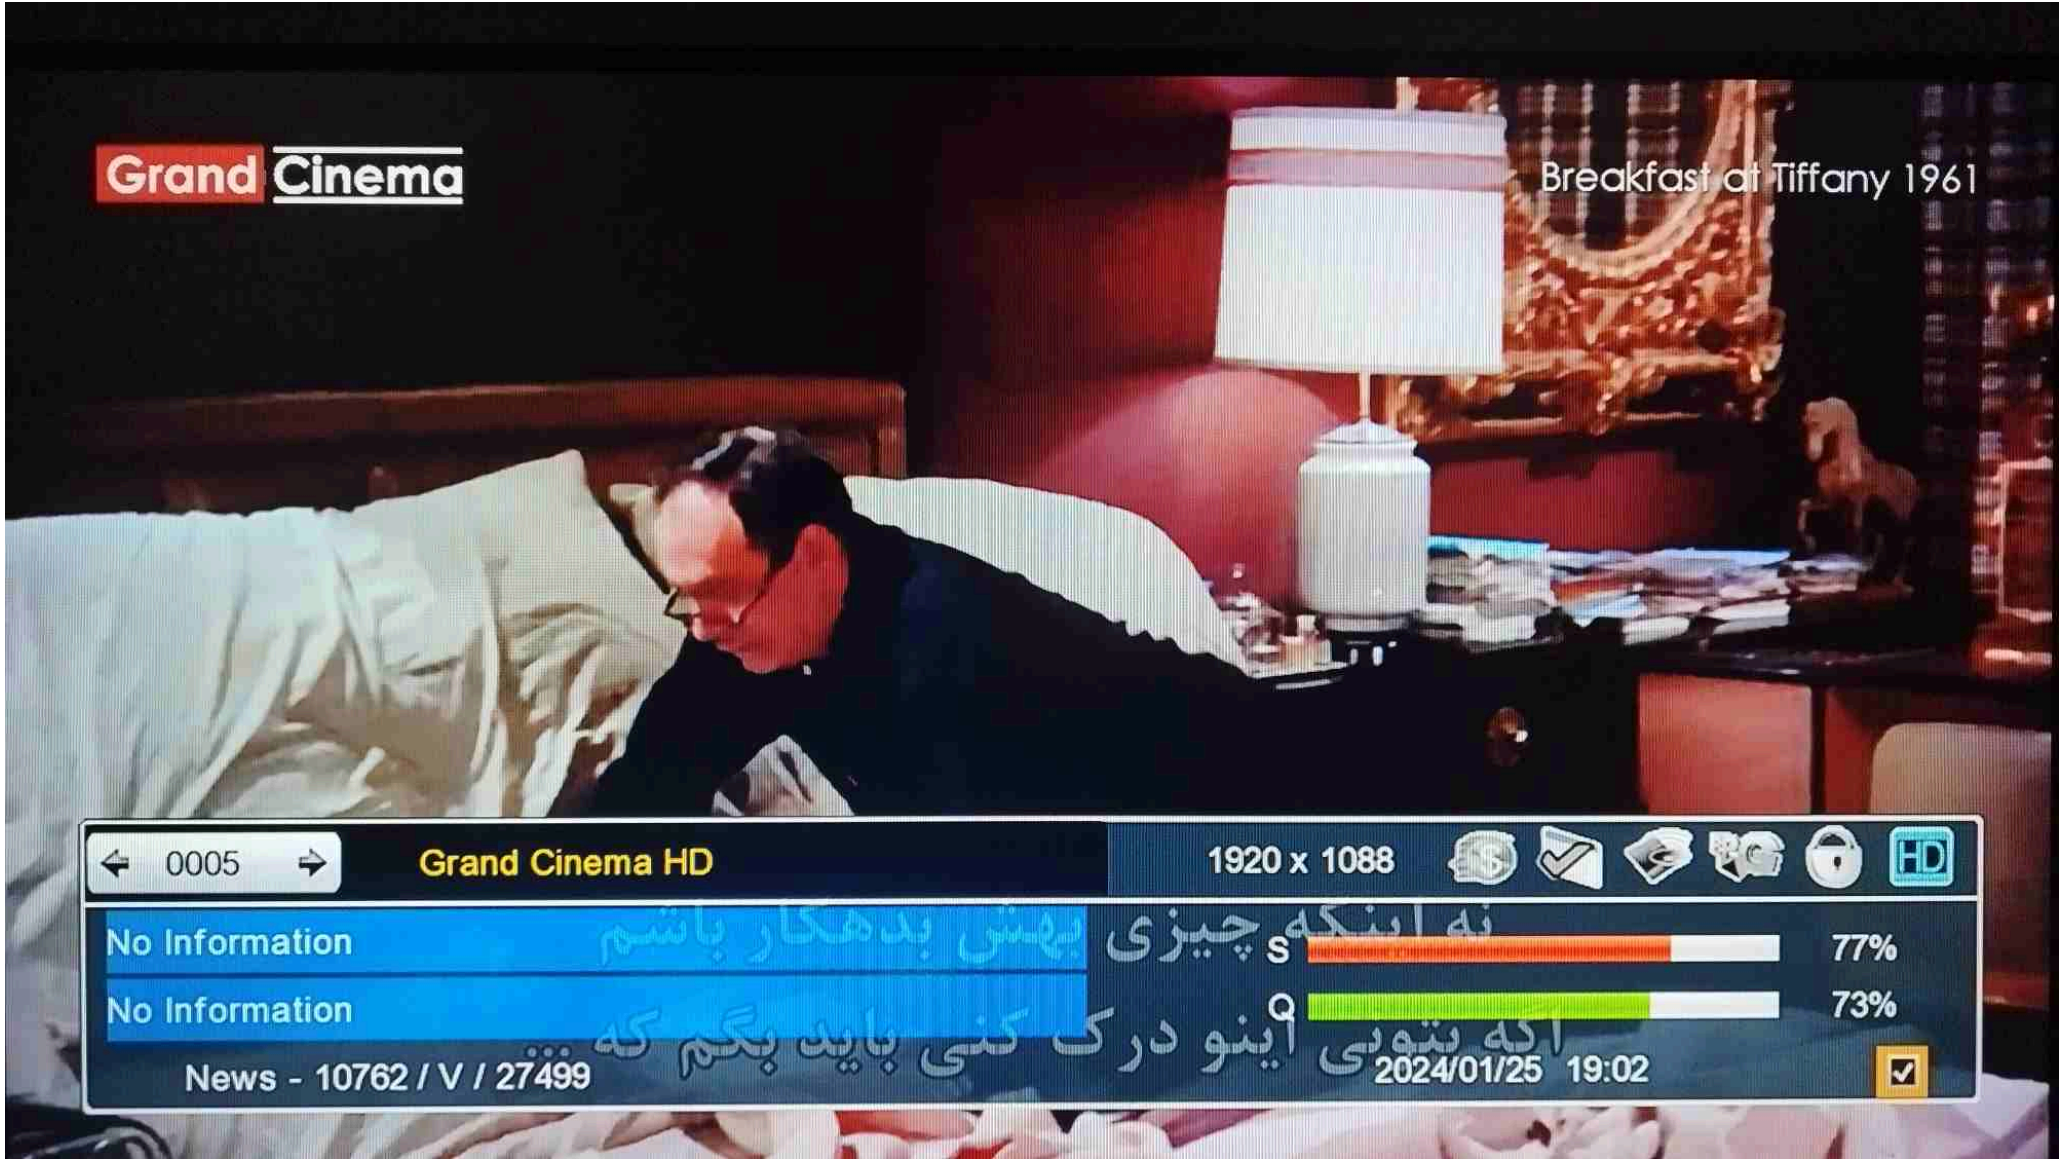 Grand Cinema
Breakfast at Tiffany 1961
0005
Grand Cinema HD
1920 x 1088
HD
No Information
نه اینکه چیزی بهش بدهکار باشم
S
77%
No Information
Q
73%
اگه بتونی اینو درک کنی باید بگم که ...
News - 10762 / V / 27499
2024/01/25 19:02